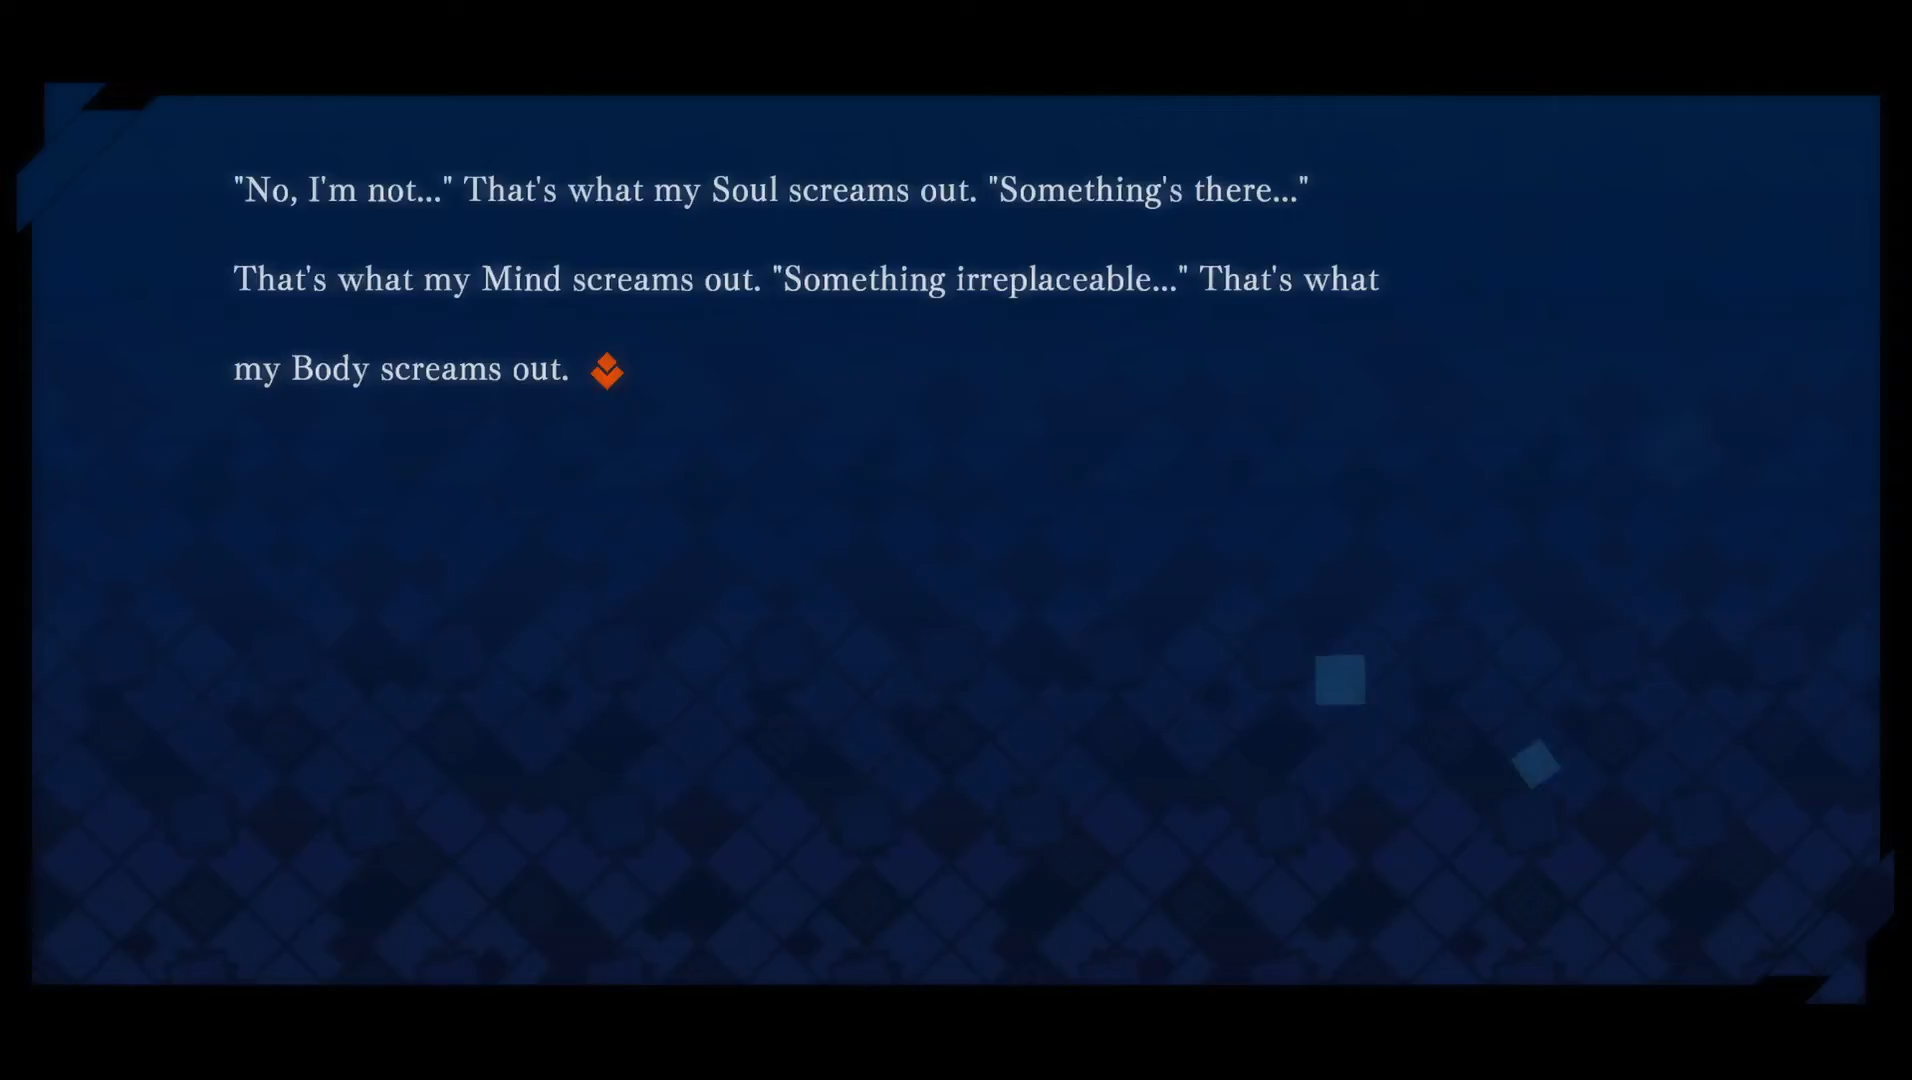 "No, I'm not..." That's what my Soul screams out. "Something's there..."
That's what my Mind screams out. "Something irreplaceable..." That's what
my Body screams out.